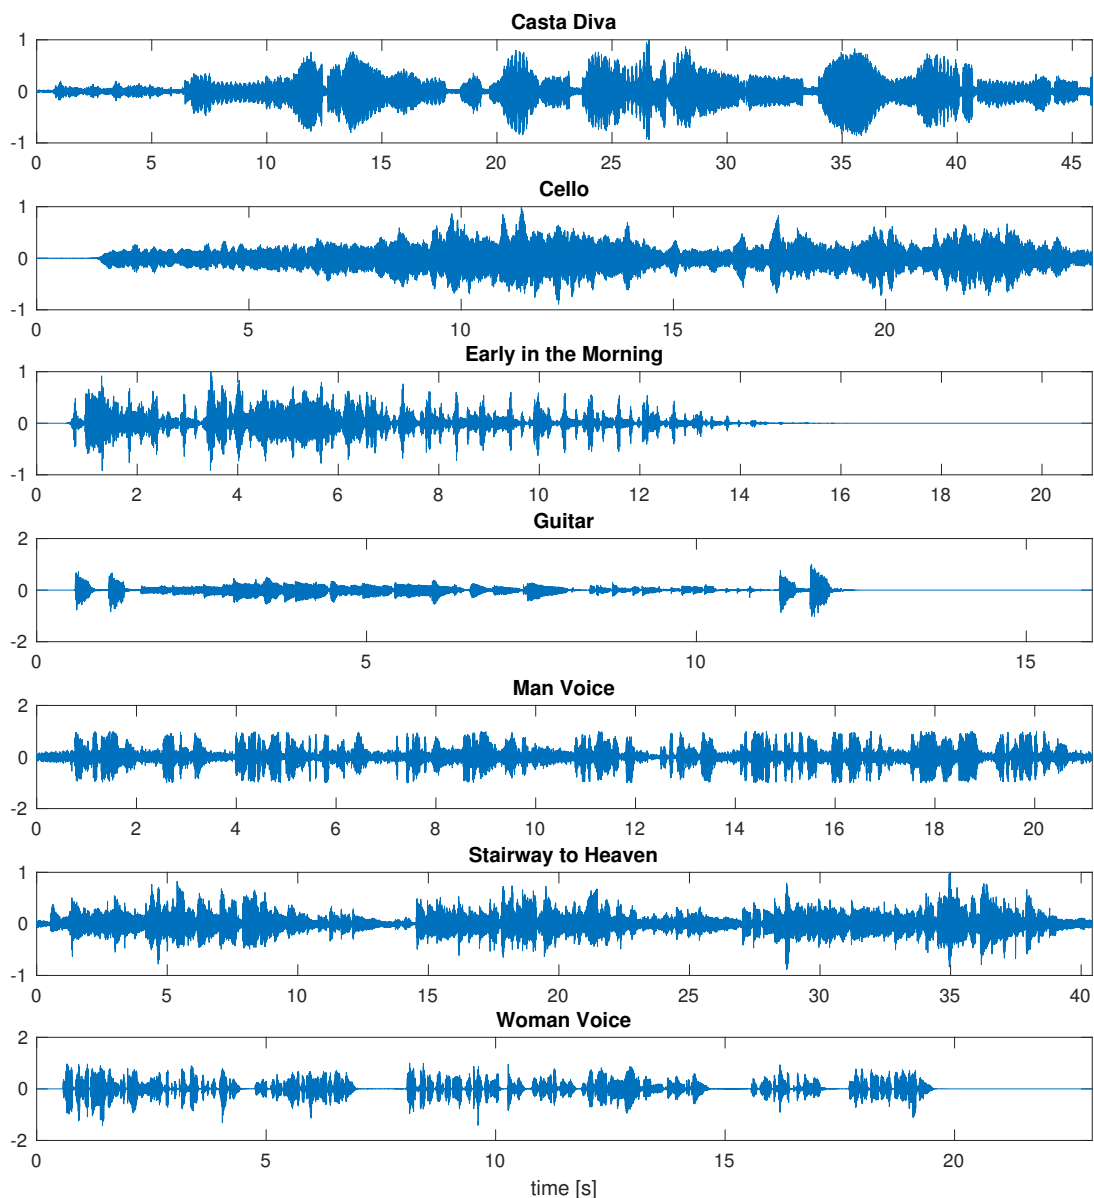 Casta Diva
1
0
-1
0 5 10 15 20 25 30 35 40 45
Cello
1
0
-1
0 5 10 15 20
Early in the Morning
1
0
-1
0 2 4 6 8 10 12 14 16 18 20
Guitar
2
0
-2
0 5 10 15
Man Voice
2
0
-2
0 2 4 6 8 10 12 14 16 18 20
Stairway to Heaven
1
0
-1
0 5 10 15 20 25 30 35 40
Woman Voice
2
0
-2
0 5 10 15 20
time [s]